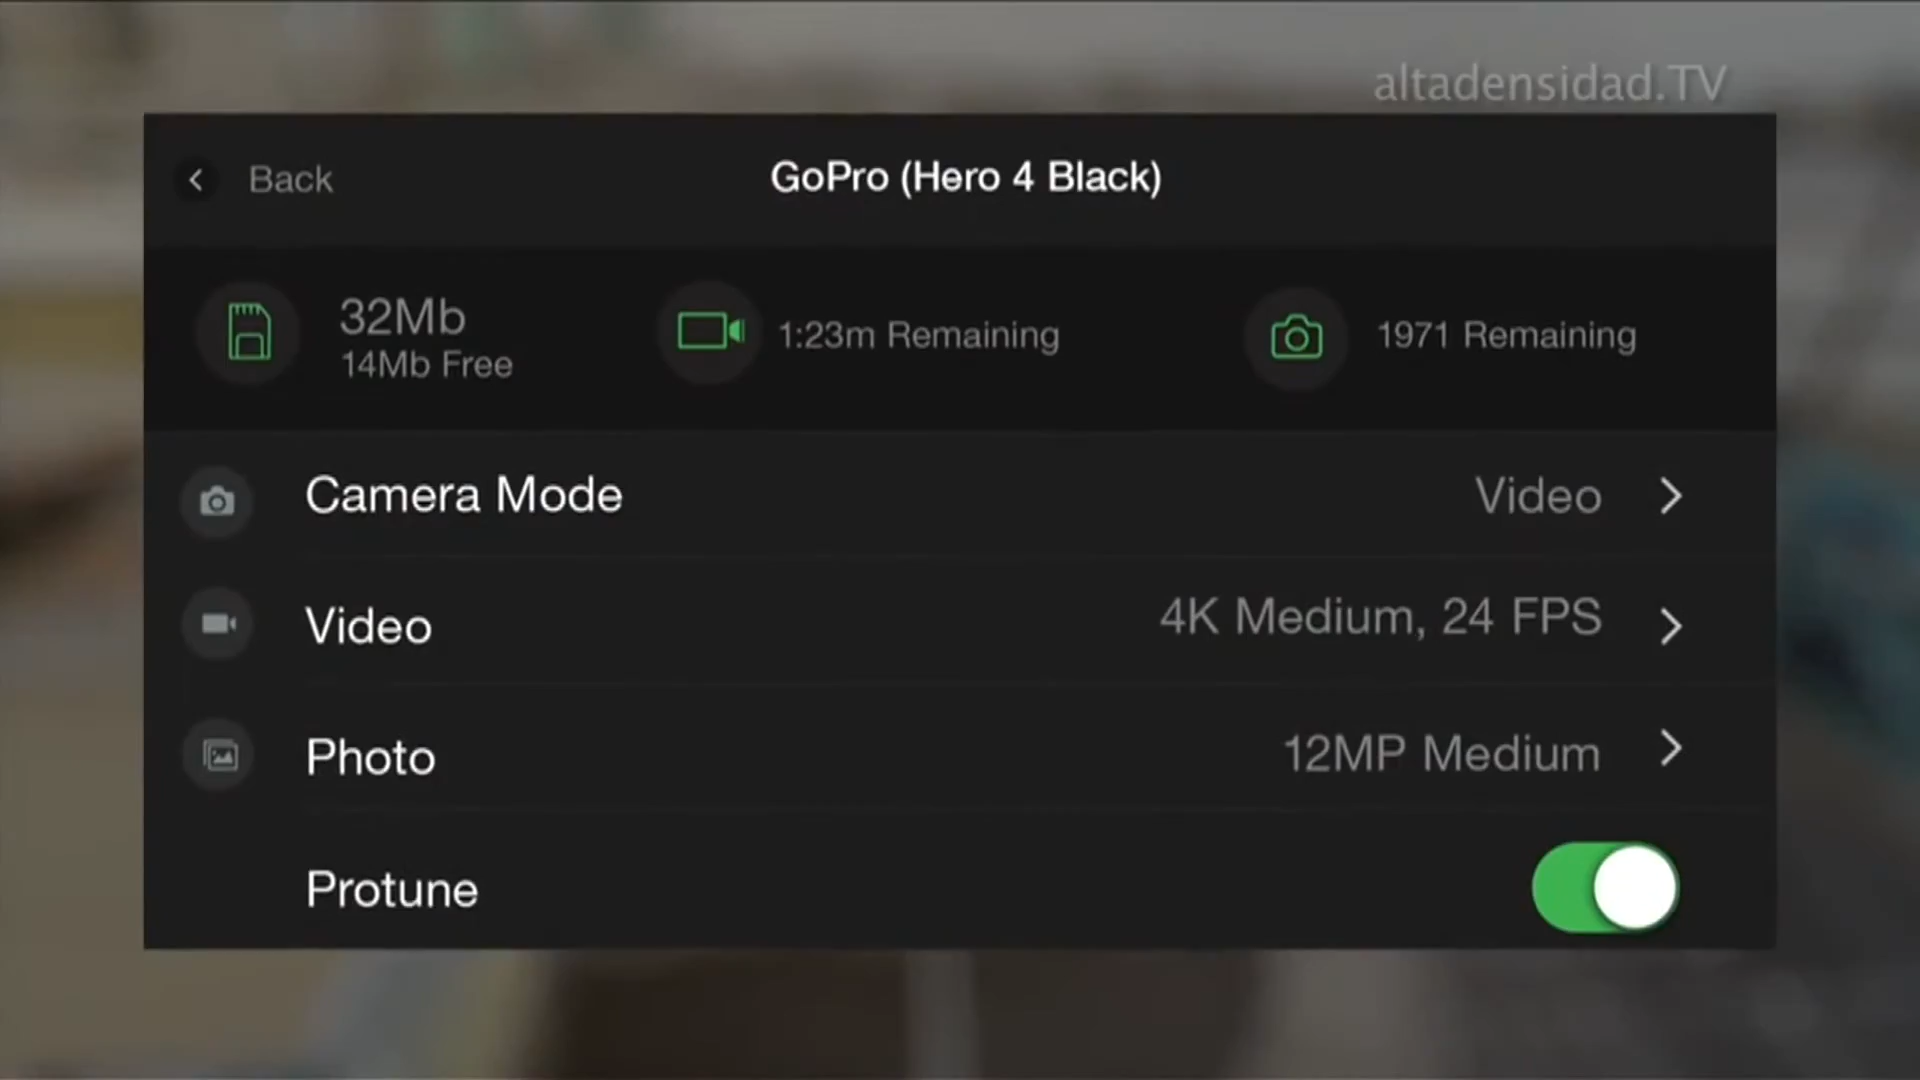 altadensidad.TV
Back
GoPro (Hero 4 Black)
32Mb
14Mb Free
1:23m Remaining
1971 Remaining
Camera Mode
Video
Video
4K Medium, 24 FPS
Photo
12MP Medium
Protune